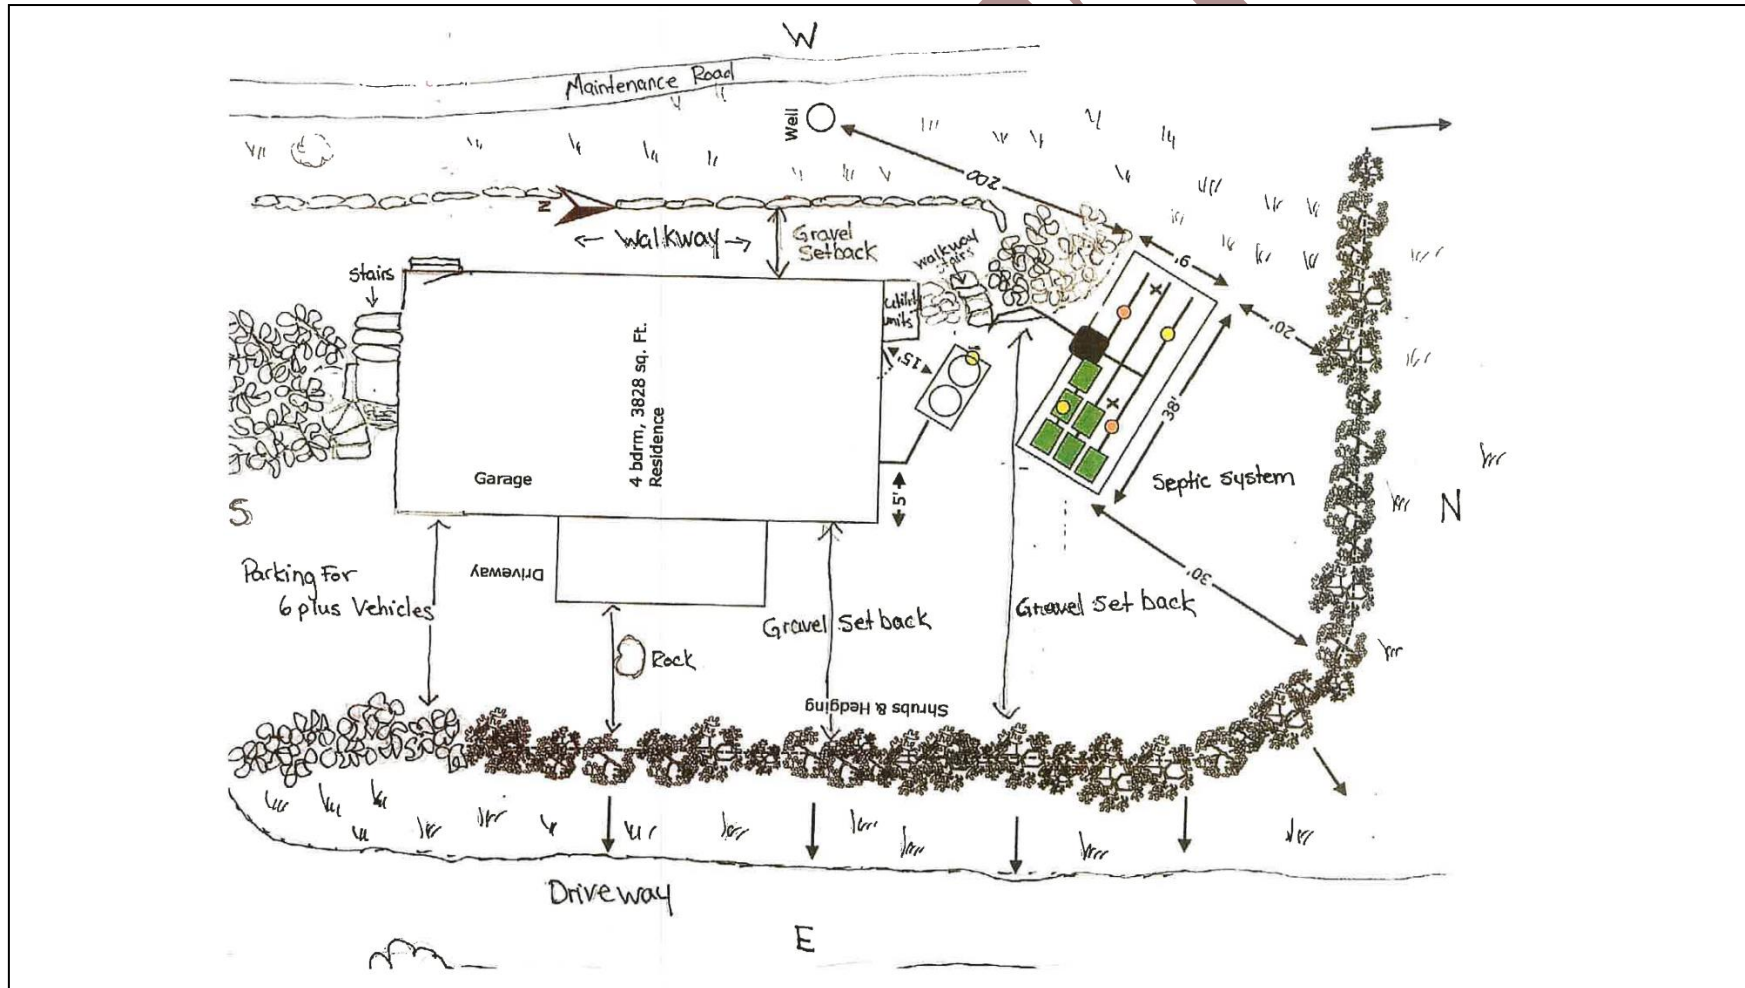 W
Maintenance Road
Well
200
N
← Walkway →
Gravel
Setback
Walkway
Stairs
9'
Stairs
utility
units
20'
15'
4 bdrm, 3828 sq. Ft.
Residence
38'
Garage
Septic System
5'
S
N
Driveway
Parking For
6 plus Vehicles
30'
Gravel Set back
Gravel Set back
Rock
Shrubs & Hedging
Driveway
E